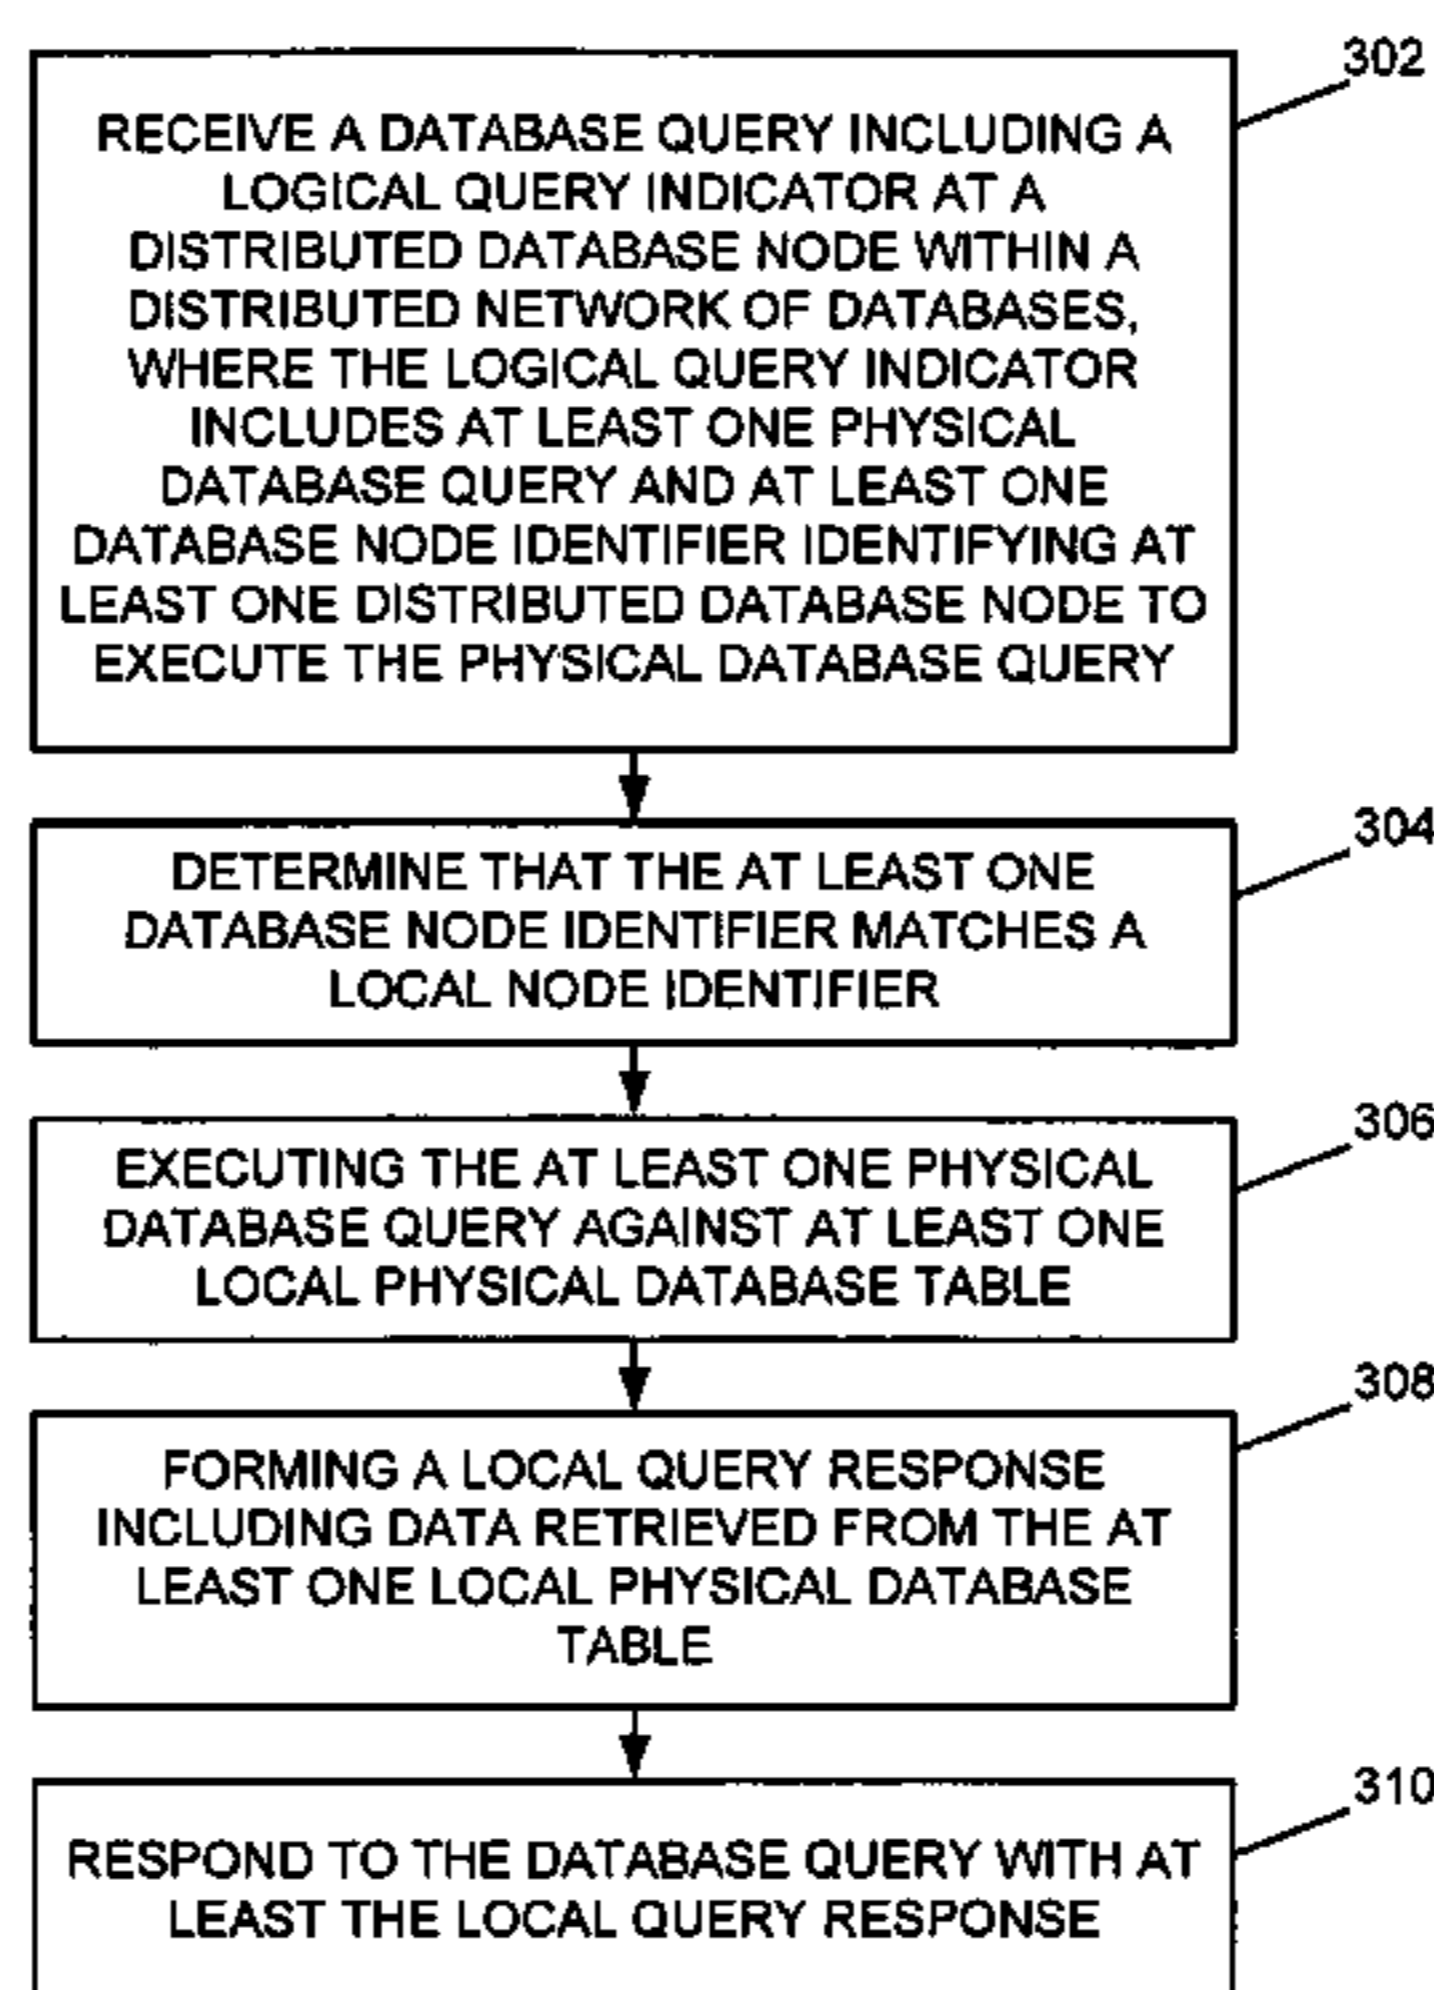 302
RECEIVE A DATABASE QUERY INCLUDING A
LOGICAL QUERY INDICATOR AT A
DISTRIBUTED DATABASE NODE WITHIN A
DISTRIBUTED NETWORK OF DATABASES,
WHERE THE LOGICAL QUERY INDICATOR
INCLUDES AT LEAST ONE PHYSICAL
DATABASE QUERY AND AT LEAST ONE
DATABASE NODE IDENTIFIER IDENTIFYING AT
LEAST ONE DISTRIBUTED DATABASE NODE TO
EXECUTE THE PHYSICAL DATABASE QUERY
304
DETERMINE THAT THE AT LEAST ONE
DATABASE NODE IDENTIFIER MATCHES A
LOCAL NODE IDENTIFIER
306
EXECUTING THE AT LEAST ONE PHYSICAL
DATABASE QUERY AGAINST AT LEAST ONE
LOCAL PHYSICAL DATABASE TABLE
308
FORMING A LOCAL QUERY RESPONSE
INCLUDING DATA RETRIEVED FROM THE AT
LEAST ONE LOCAL PHYSICAL DATABASE
TABLE
310
RESPOND TO THE DATABASE QUERY WITH AT
LEAST THE LOCAL QUERY RESPONSE